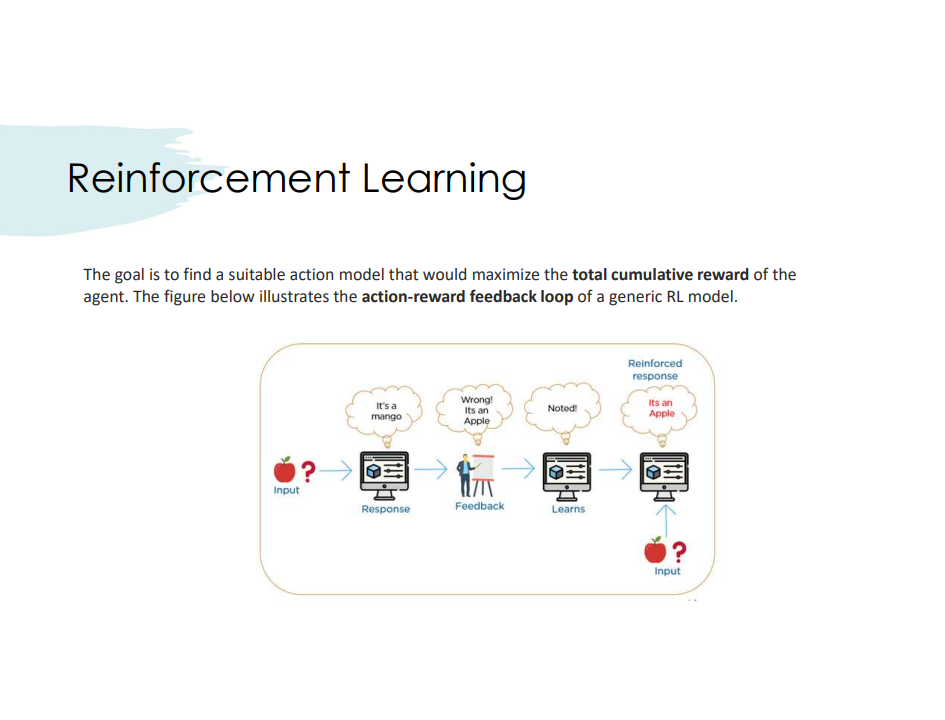 Reinforcement Learning
The goal is to find a suitable action model that would maximize the total cumulative reward of the
agent. The figure below illustrates the action-reward feedback loop of a generic RL model.
Reinforced
response
It's a
mango
Wrong!
Its an
Apple
Noted!
Its an
Apple
?
Input
Response
Feedback
Learns
?
Input